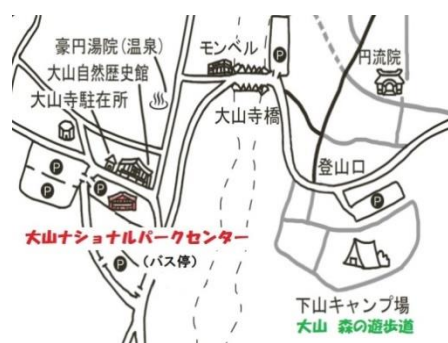 豪円湯院(温泉)
大山自然歴史館
大山寺駐在所
モンベル
大山寺橋
円流院
登山口
P
P
P
P
P
P
大山ナショナルパークセンター
(バス停)
下山キャンプ場
大山 森の遊歩道